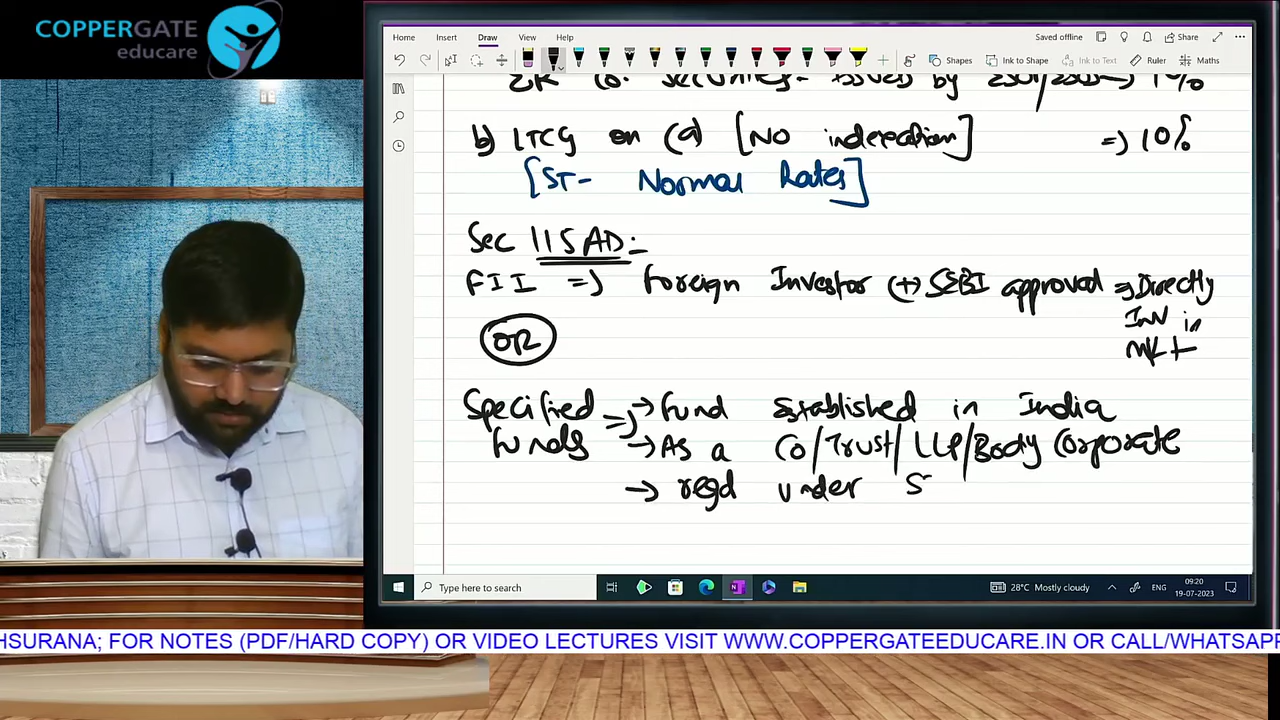 COPPERGATE
educare
Home Insert Draw View Help
Saved offline
Share
Shapes Ink to Shape Ink to Text Ruler Maths
securities issued by
b) LTCG on (a) [No indexation] => 10%
[ST- Normal Rates]
Sec 115AD:-
FII => Foreign Investor (+) SEBI approved => Directly
Inv in
Mkt
OR
Specified => → Fund Established in India
Funds → As a Co/Trust/LLP/Body Corporate
→ regd under S
Type here to search
28°C Mostly cloudy
ENG
09:20
19-07-2023
HSURANA; FOR NOTES (PDF/HARD COPY) OR VIDEO LECTURES VISIT WWW.COPPERGATEEDUCARE.IN OR CALL/WHATSAPP